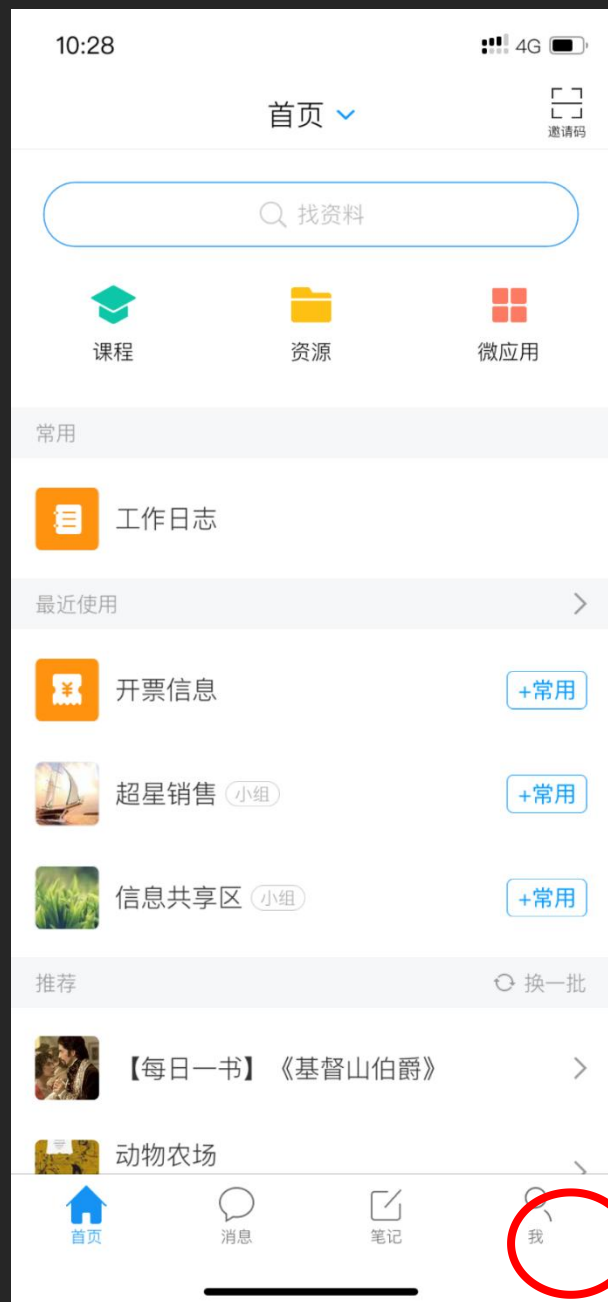 10:28 4G
首页
邀请码
找资料
课程 资源 微应用
常用
工作日志
最近使用
开票信息 +常用
超星销售 小组 +常用
信息共享区 小组 +常用
推荐 换一批
【每日一书】《基督山伯爵》
动物农场
首页 消息 笔记 我